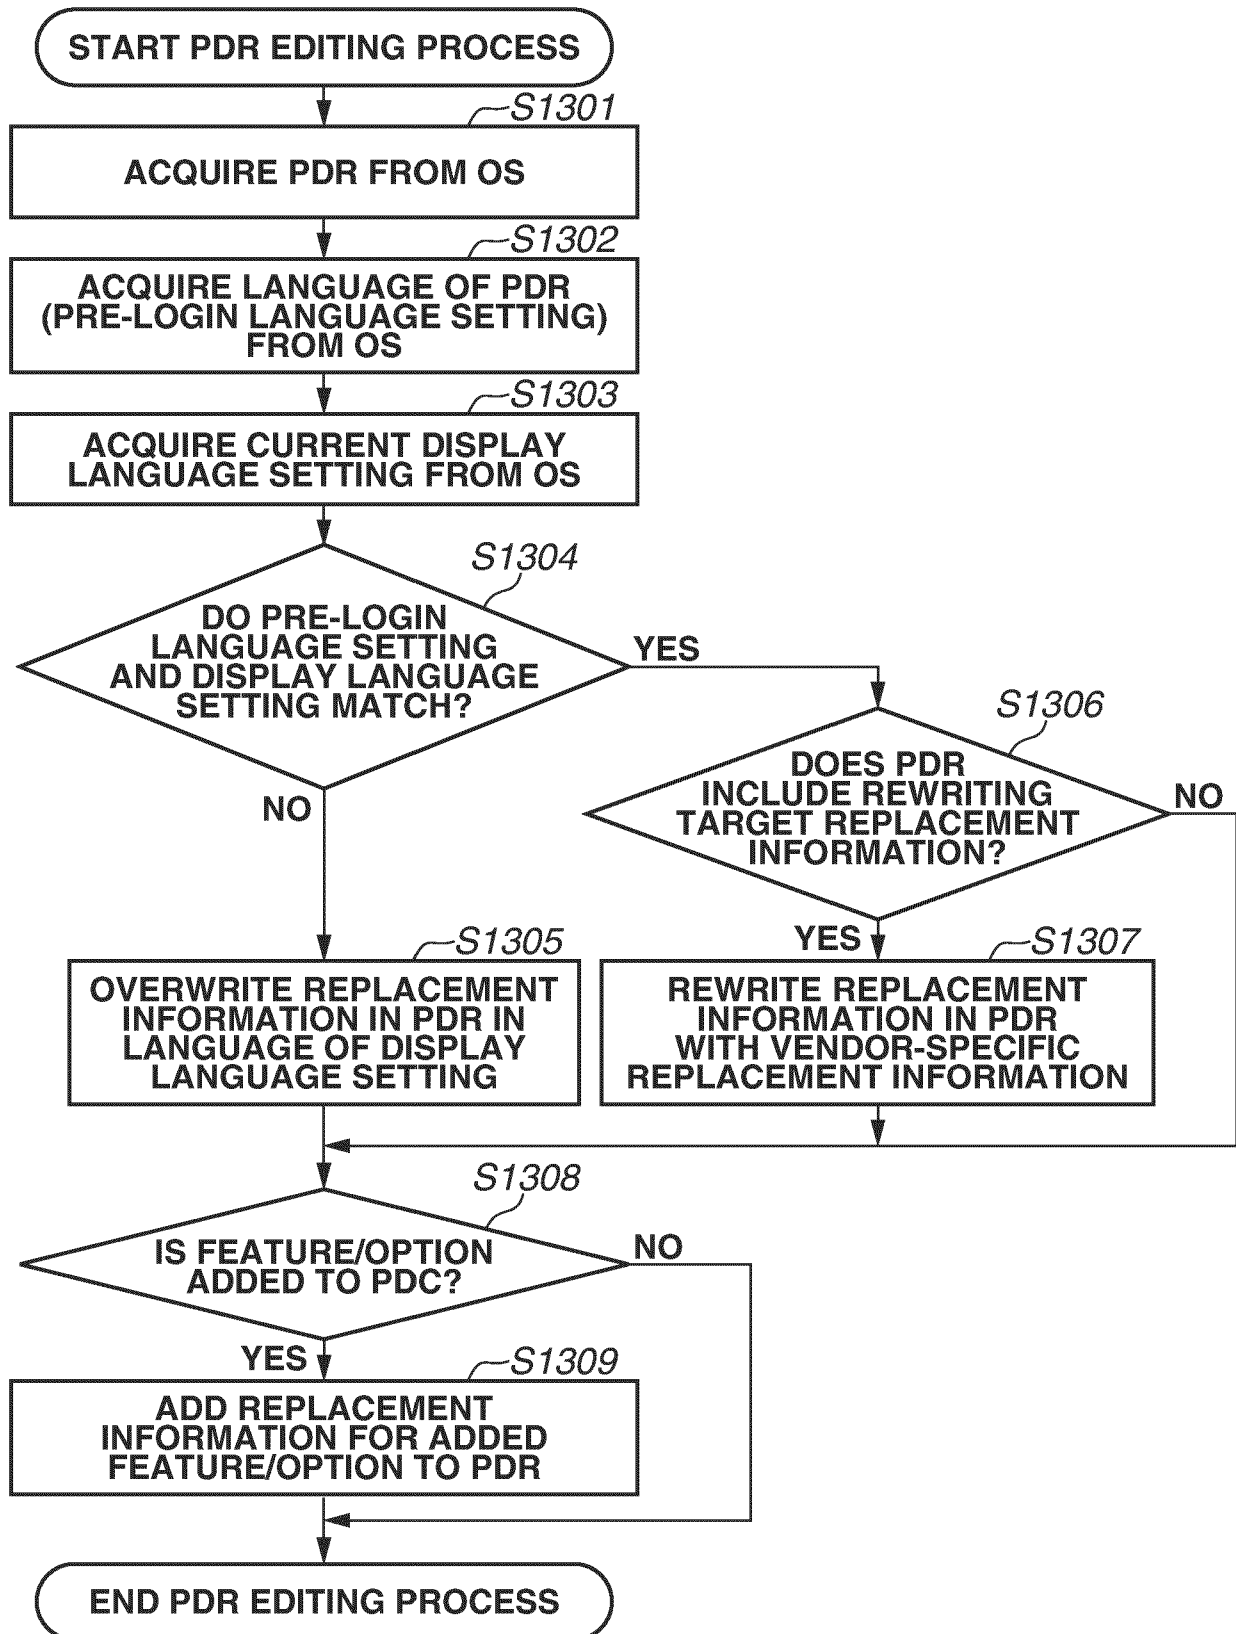 START PDR EDITING PROCESS
S1301
ACQUIRE PDR FROM OS
S1302
ACQUIRE LANGUAGE OF PDR
(PRE-LOGIN LANGUAGE SETTING)
FROM OS
S1303
ACQUIRE CURRENT DISPLAY
LANGUAGE SETTING FROM OS
S1304
DO PRE-LOGIN
LANGUAGE SETTING
AND DISPLAY LANGUAGE
SETTING MATCH?
YES
NO
S1306
DOES PDR
INCLUDE REWRITING
TARGET REPLACEMENT
INFORMATION?
NO
YES
S1305
OVERWRITE REPLACEMENT
INFORMATION IN PDR IN
LANGUAGE OF DISPLAY
LANGUAGE SETTING
S1307
REWRITE REPLACEMENT
INFORMATION IN PDR
WITH VENDOR-SPECIFIC
REPLACEMENT INFORMATION
S1308
IS FEATURE/OPTION
ADDED TO PDC?
NO
YES
S1309
ADD REPLACEMENT
INFORMATION FOR ADDED
FEATURE/OPTION TO PDR
END PDR EDITING PROCESS